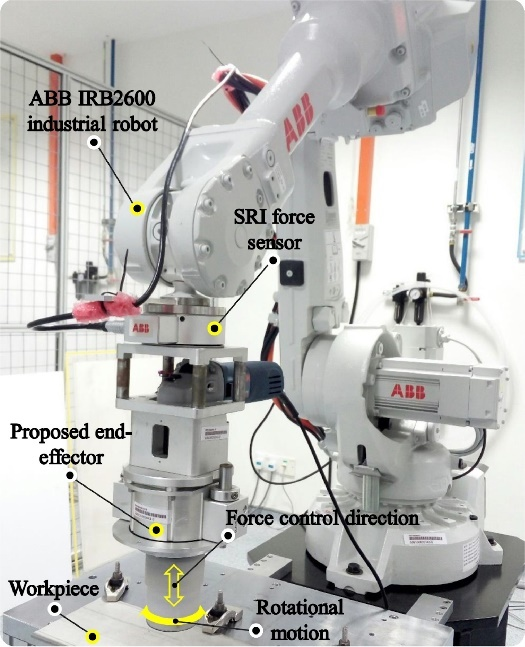 ABB IRB2600
industrial robot
ABB
SRI force
sensor
ABB
ABB
Proposed end-
effector
Force control direction
Workpiece
Rotational
motion